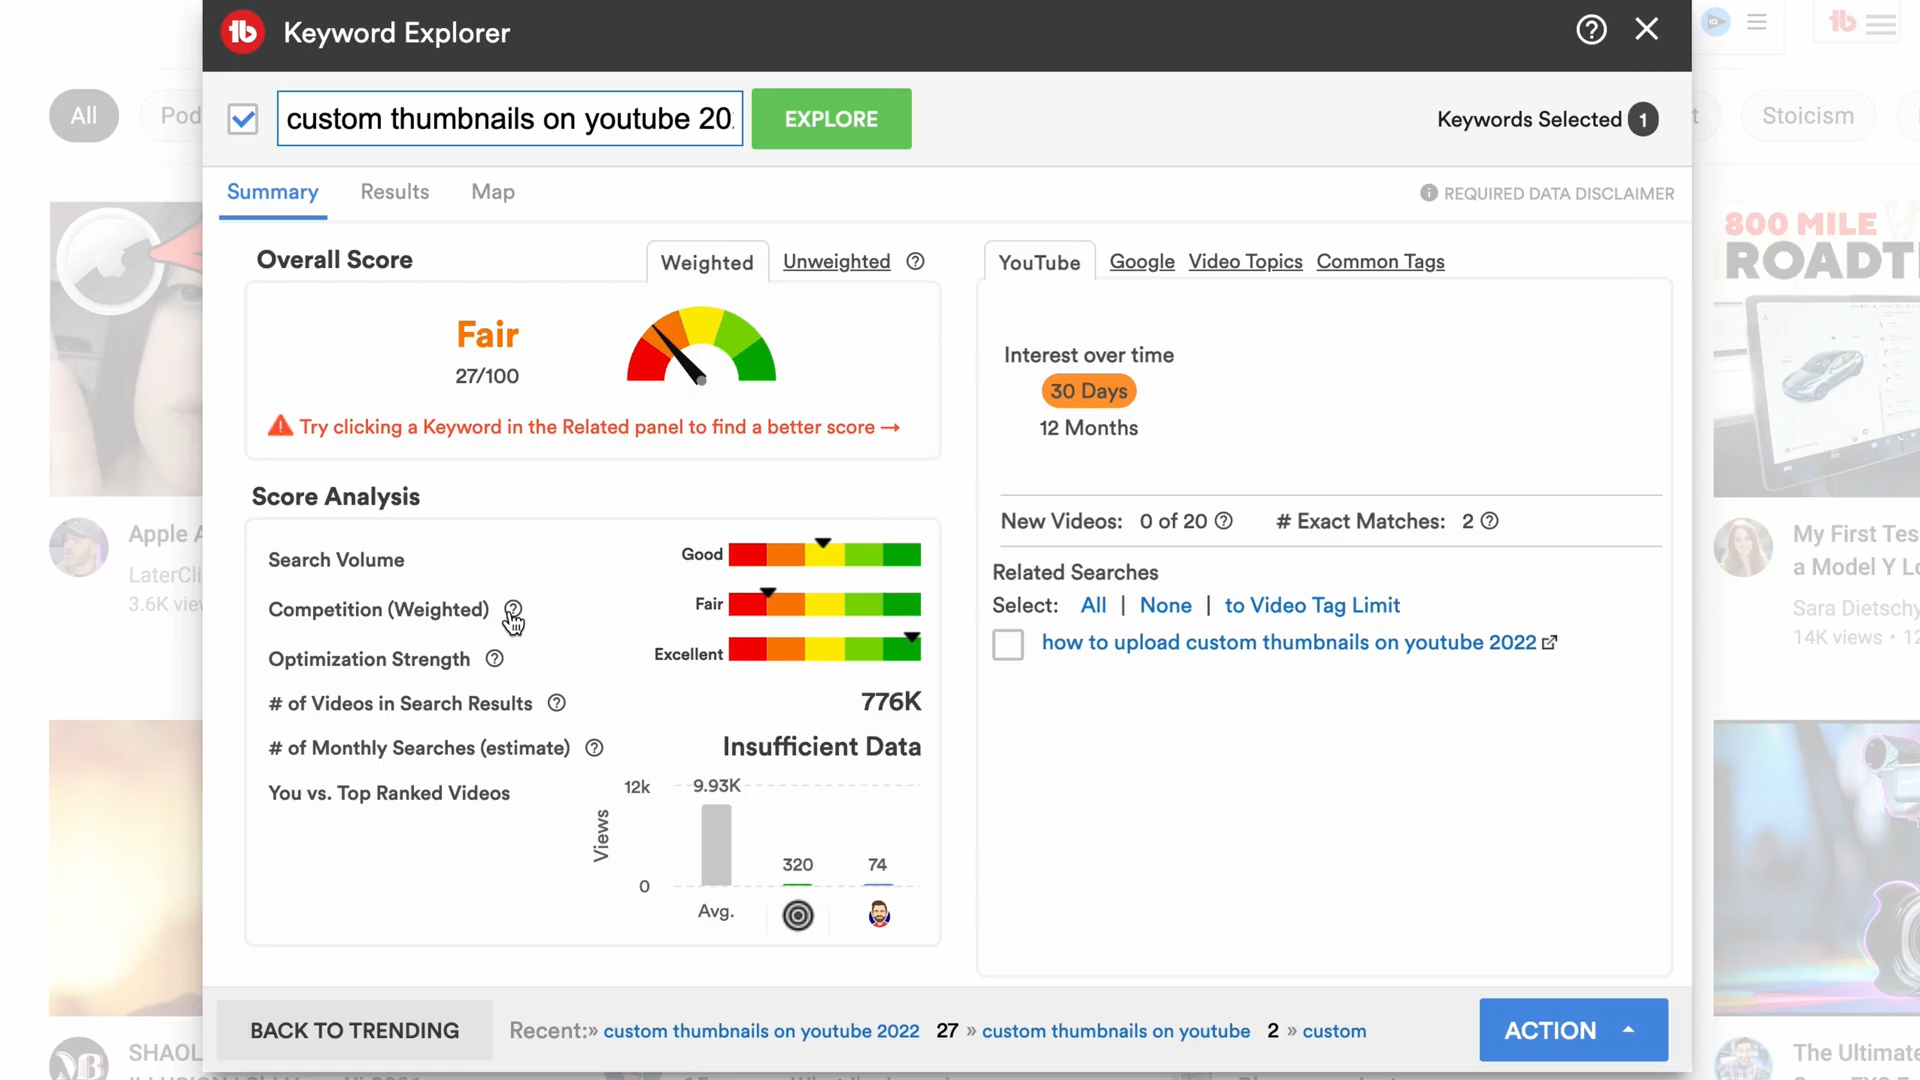 tb Keyword Explorer
custom thumbnails on youtube 20
EXPLORE
Keywords Selected 1
All
Pod
Stoicism
Summary Results Map
REQUIRED DATA DISCLAIMER
Overall Score
Weighted Unweighted
Fair
27/100
Try clicking a Keyword in the Related panel to find a better score →
Score Analysis
Search Volume Good
Competition (Weighted) Fair
Optimization Strength Excellent
# of Videos in Search Results 776K
# of Monthly Searches (estimate) Insufficient Data
You vs. Top Ranked Videos
12k
9.93K
Views
320
74
0
Avg.
YouTube Google Video Topics Common Tags
Interest over time
30 Days
12 Months
New Videos: 0 of 20 # Exact Matches: 2
Related Searches
Select: All | None | to Video Tag Limit
how to upload custom thumbnails on youtube 2022
BACK TO TRENDING
Recent:» custom thumbnails on youtube 2022 27 » custom thumbnails on youtube 2 » custom
ACTION
Apple A
LaterCli
3.6K vie
SHAOL
800 MILE
ROADT
My First Tes
a Model Y Lo
Sara Dietschy
14K views • 12
The Ultimate